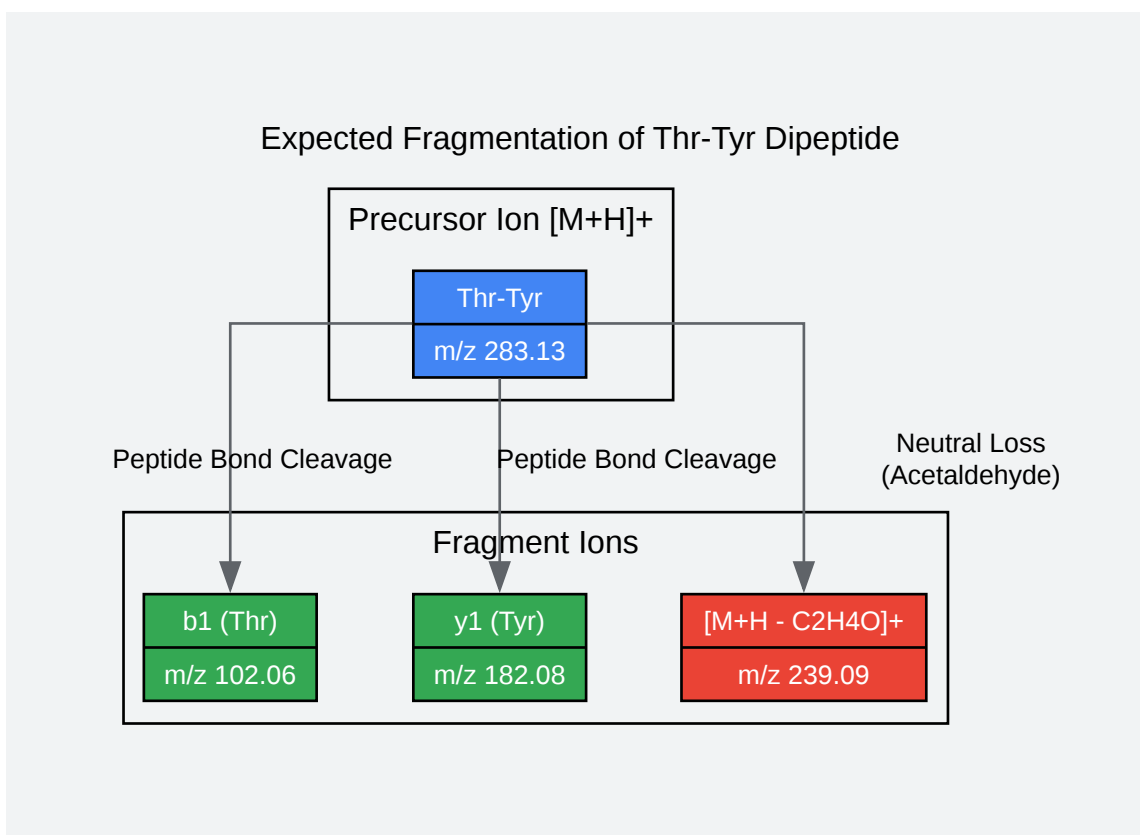 Expected Fragmentation of Thr-Tyr Dipeptide
Precursor Ion [M+H]+
Thr-Tyr
m/z 283.13
Peptide Bond Cleavage
Peptide Bond Cleavage
Neutral Loss
(Acetaldehyde)
Fragment Ions
b1 (Thr)
m/z 102.06
y1 (Tyr)
m/z 182.08
[M+H - C2H4O]+
m/z 239.09